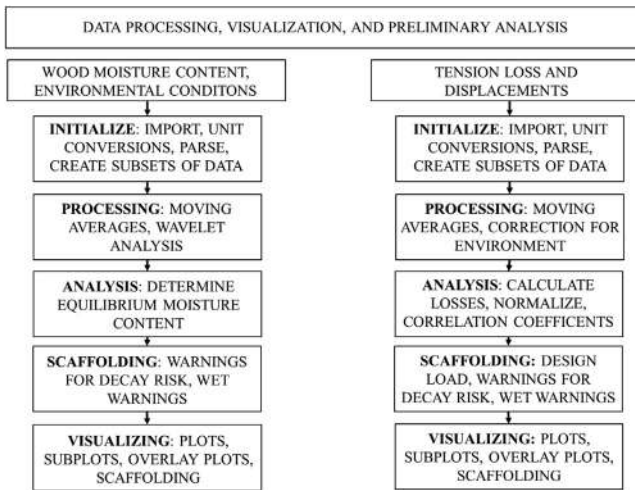 DATA PROCESSING, VISUALIZATION, AND PRELIMINARY ANALYSIS
WOOD MOISTURE CONTENT,
ENVIRONMENTAL CONDITONS
INITIALIZE: IMPORT, UNIT
CONVERSIONS, PARSE,
CREATE SUBSETS OF DATA
PROCESSING: MOVING
AVERAGES, WAVELET
ANALYSIS
ANALYSIS: DETERMINE
EQUILIBRIUM MOISTURE
CONTENT
SCAFFOLDING: WARNINGS
FOR DECAY RISK, WET
WARNINGS
VISUALIZING: PLOTS,
SUBPLOTS, OVERLAY PLOTS,
SCAFFOLDING
TENSION LOSS AND
DISPLACEMENTS
INITIALIZE: IMPORT, UNIT
CONVERSIONS, PARSE,
CREATE SUBSETS OF DATA
PROCESSING: MOVING
AVERAGES, CORRECTION FOR
ENVIRONMENT
ANALYSIS: CALCULATE
LOSSES, NORMALIZE,
CORRELATION COEFFICENTS
SCAFFOLDING: DESIGN
LOAD, WARNINGS FOR
DECAY RISK, WET WARNINGS
VISUALIZING: PLOTS,
SUBPLOTS, OVERLAY PLOTS,
SCAFFOLDING